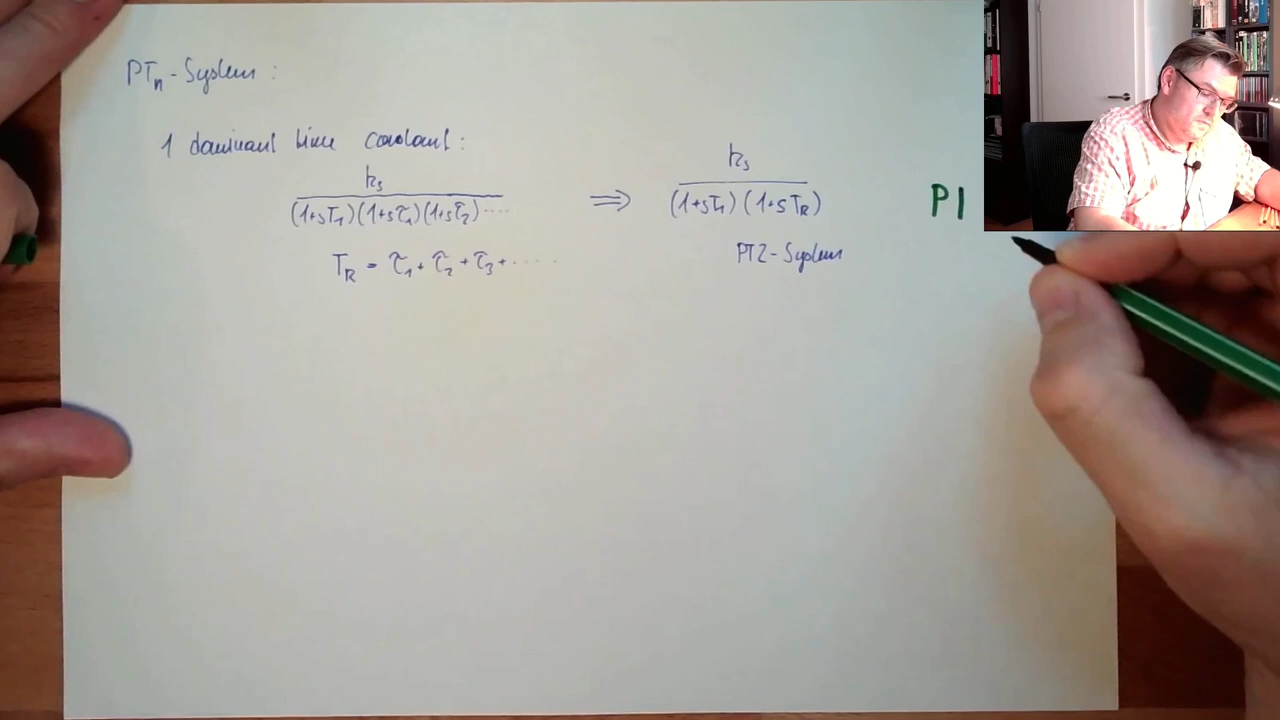 PTn - System :
1 dominant time constant :
ks
(1+sT1)(1+sτ1)(1+sτ2)....
⇒
ks
(1+sT1)(1+sTR)
PI
TR = τ1 + τ2 + τ3 + .....
PT2-System